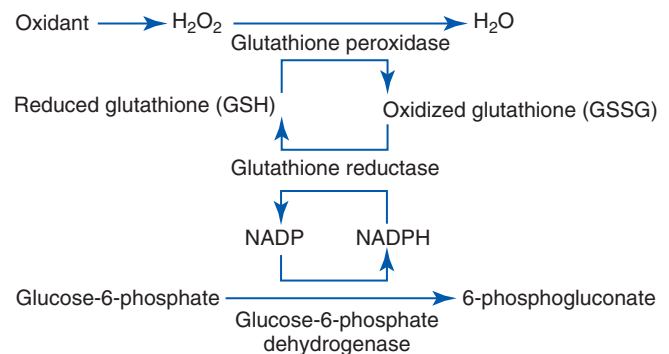 Oxidant H₂O₂ H₂O
Glutathione peroxidase
Reduced glutathione (GSH) Oxidized glutathione (GSSG)
Glutathione reductase
NADP NADPH
Glucose-6-phosphate 6-phosphogluconate
Glucose-6-phosphate
dehydrogenase